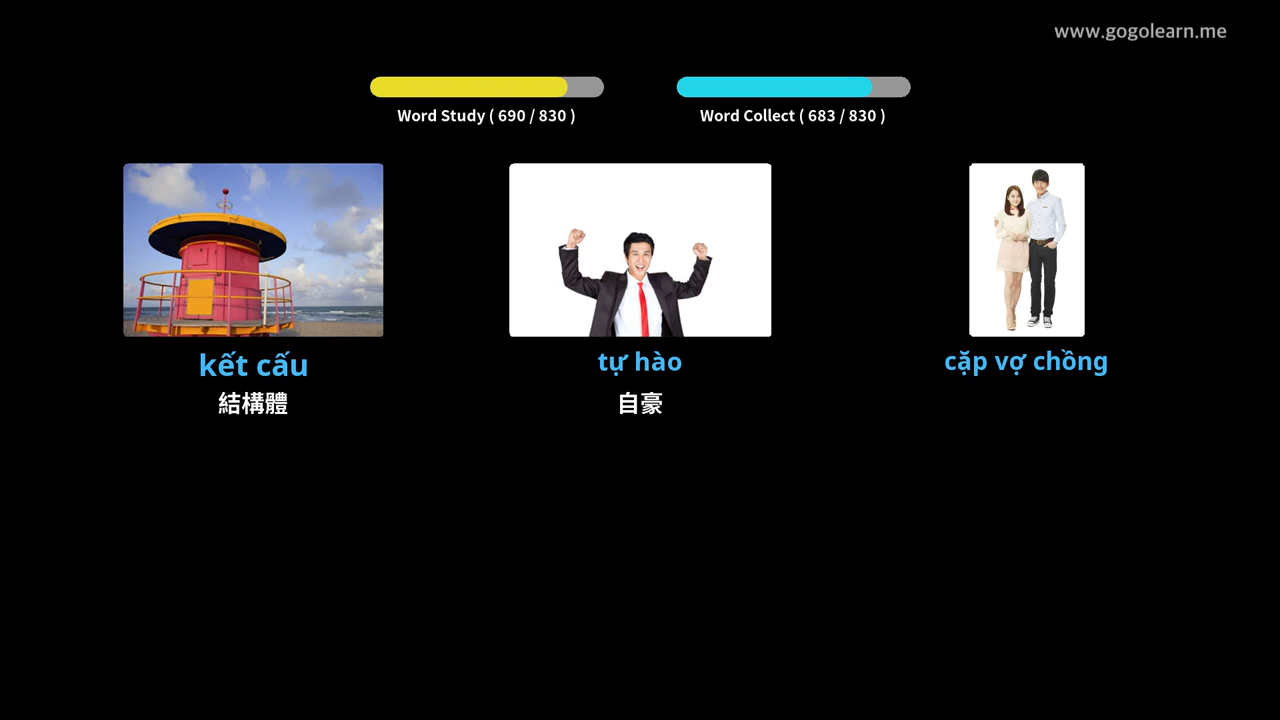 www.gogolearn.me
Word Study ( 690 / 830 )
Word Collect ( 683 / 830 )
kết cấu
結構體
tự hào
自豪
cặp vợ chồng